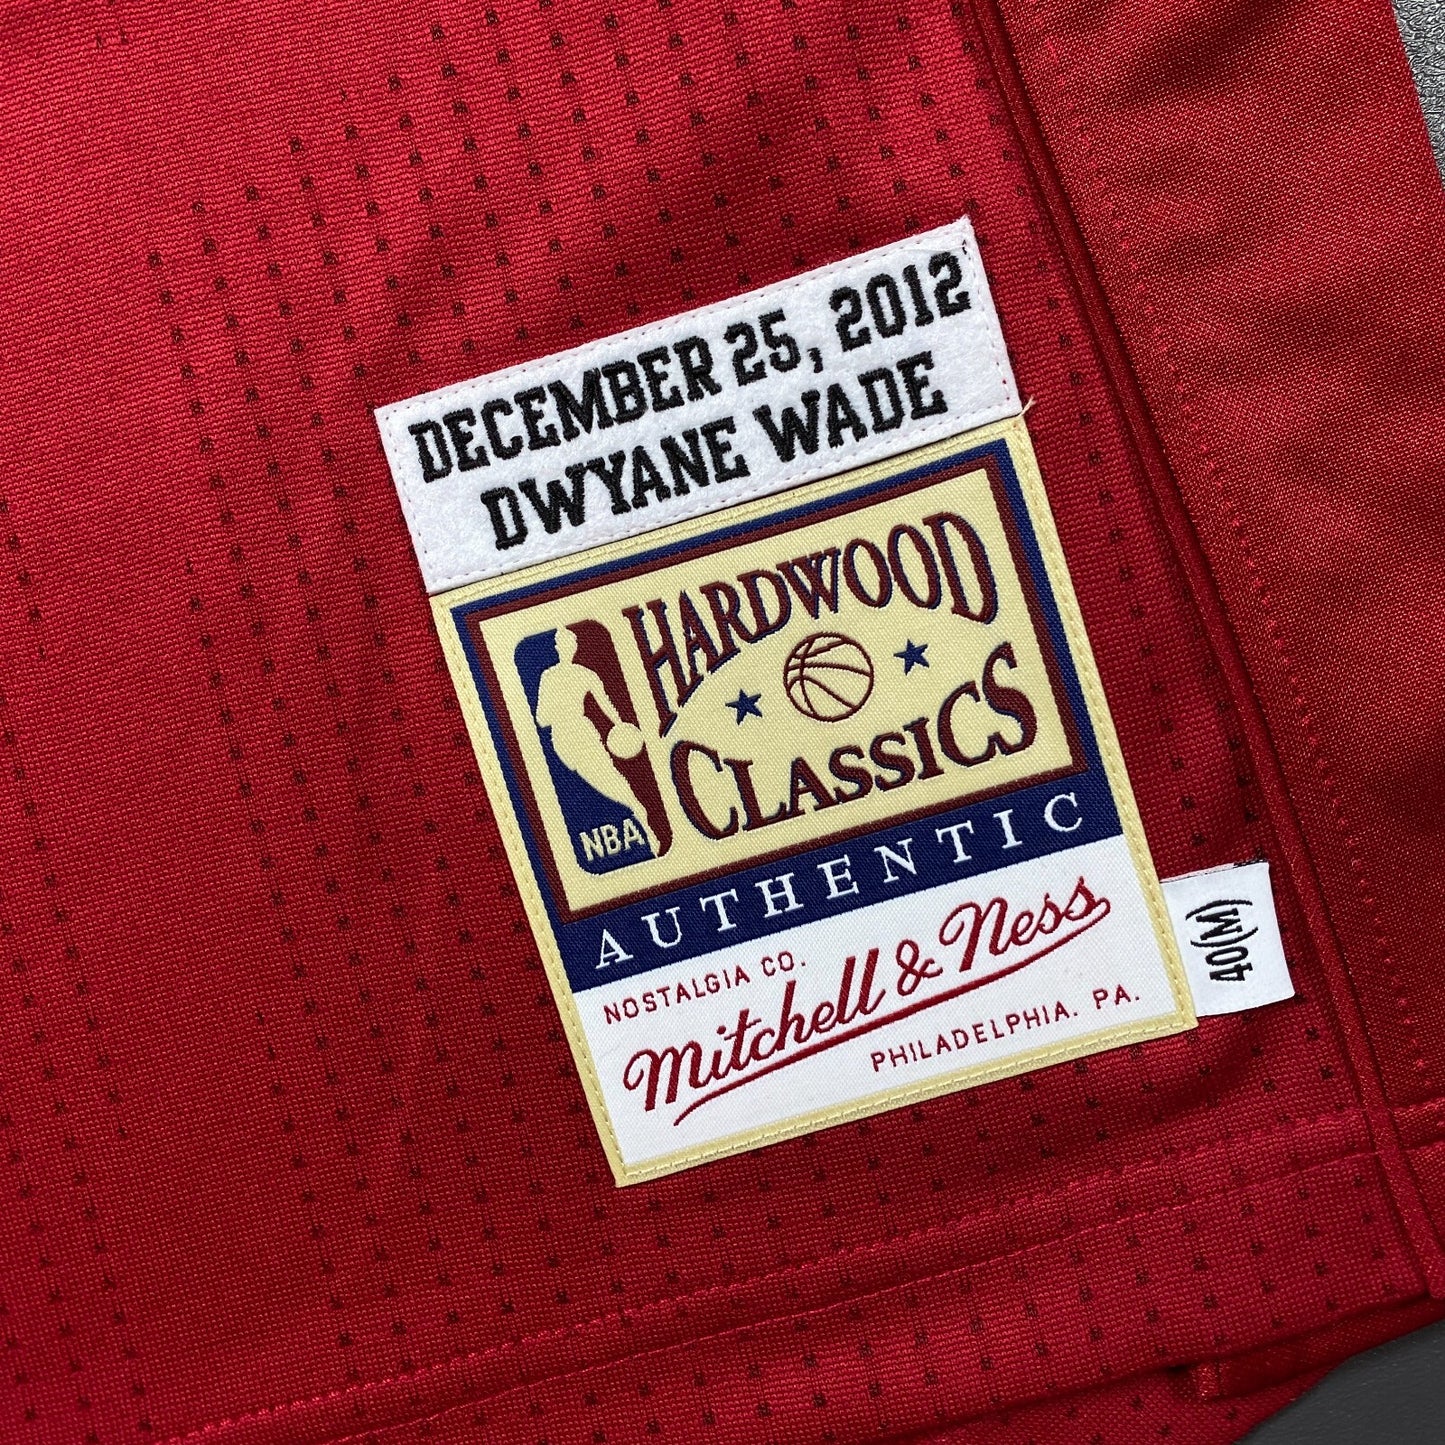 DECEMBER 25, 2012
DWYANE WADE
HARDWOOD
CLASSICS
NBA
AUTHENTIC
NOSTALGIA CO.
Mitchell & Ness
PHILADELPHIA. PA.
40(M)